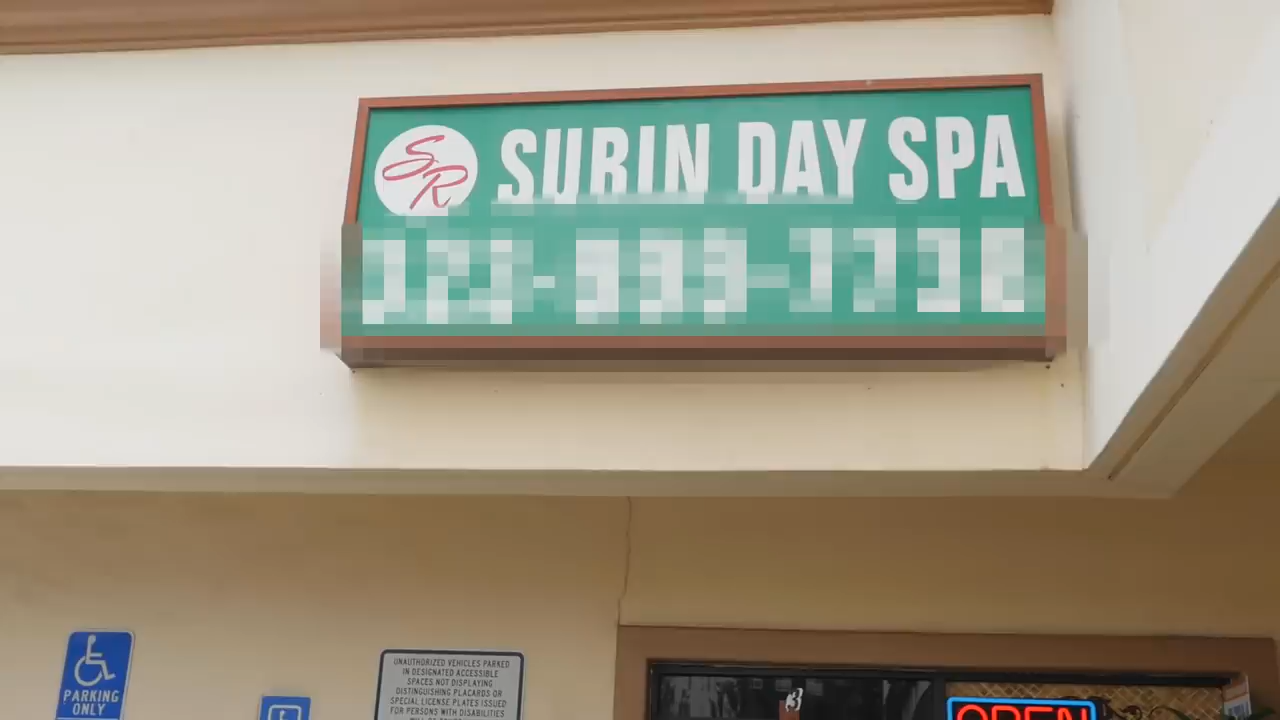 SR SURIN DAY SPA
PARKING
ONLY
UNAUTHORIZED VEHICLES PARKED
IN DESIGNATED ACCESSIBLE
SPACES NOT DISPLAYING
DISTINGUISHING PLACARDS OR
SPECIAL LICENSE PLATES ISSUED
FOR PERSONS WITH DISABILITIES
OPEN